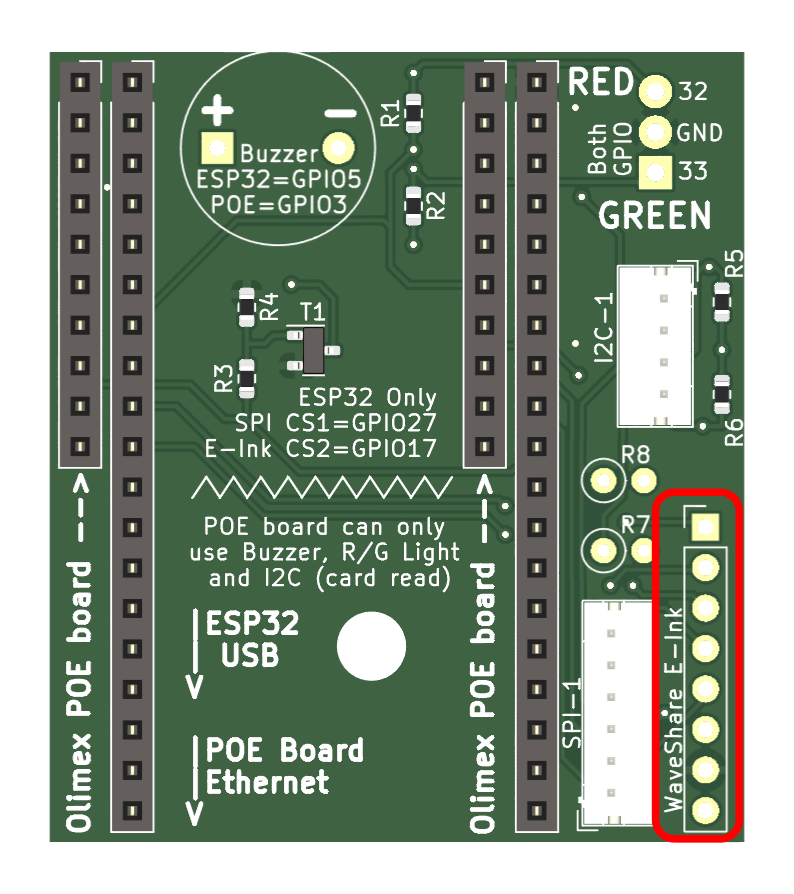 RED
32
Both
GPIO
GND
33
GREEN
+
-
Buzzer
ESP32=GPIO5
POE=GPIO3
R1
R2
R4
T1
R3
I2C-1
R5
R6
ESP32 Only
SPI CS1=GPIO27
E-Ink CS2=GPIO17
R8
R7
POE board can only
use Buzzer, R/G Light
and I2C (card read)
Olimex POE board -->
Olimex POE board -->
ESP32
USB
POE Board
Ethernet
SPI-1
WaveShare E-Ink